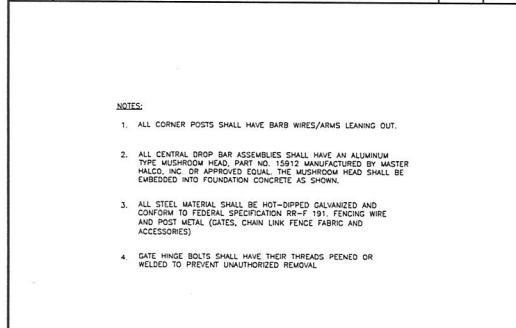 NOTES:
1. ALL CORNER POSTS SHALL HAVE BARB WIRES/ARMS LEANING OUT.
2. ALL CENTRAL DROP BAR ASSEMBLIES SHALL HAVE AN ALUMINUM
TYPE MUSHROOM HEAD, PART NO. 15912 MANUFACTURED BY MASTER
HALCO, INC. OR APPROVED EQUAL. THE MUSHROOM HEAD SHALL BE
EMBEDDED INTO FOUNDATION CONCRETE AS SHOWN.
3. ALL STEEL MATERIAL SHALL BE HOT-DIPPED GALVANIZED AND
CONFORM TO FEDERAL SPECIFICATION RR-F 191. FENCING WIRE
AND POST METAL (GATES, CHAIN LINK FENCE FABRIC AND
ACCESSORIES)
4. GATE HINGE BOLTS SHALL HAVE THEIR THREADS PEENED OR
WELDED TO PREVENT UNAUTHORIZED REMOVAL